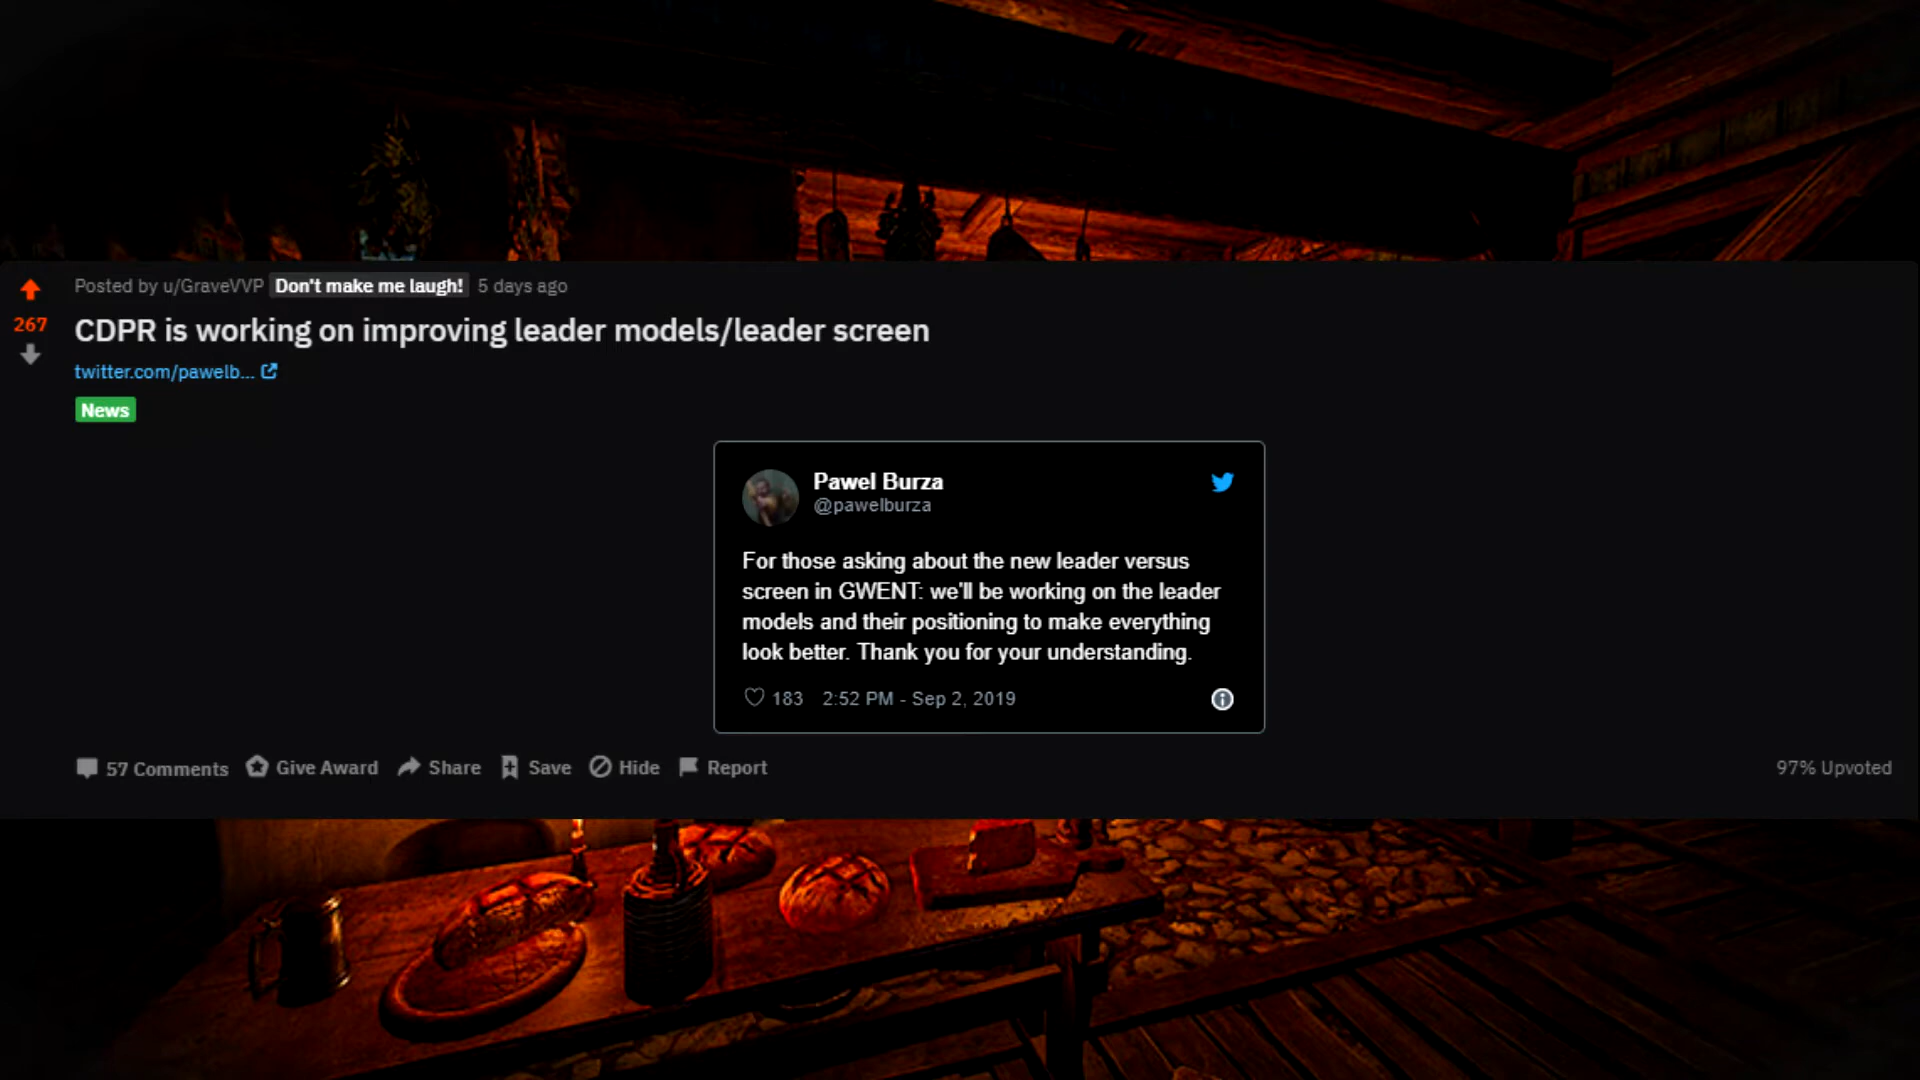 Posted by u/GraveVVP Don't make me laugh! 5 days ago
267
CDPR is working on improving leader models/leader screen
twitter.com/pawelb...
News
Pawel Burza
@pawelburza
For those asking about the new leader versus
screen in GWENT: we'll be working on the leader
models and their positioning to make everything
look better. Thank you for your understanding.
183 2:52 PM - Sep 2, 2019
57 Comments Give Award Share Save Hide Report 97% Upvoted